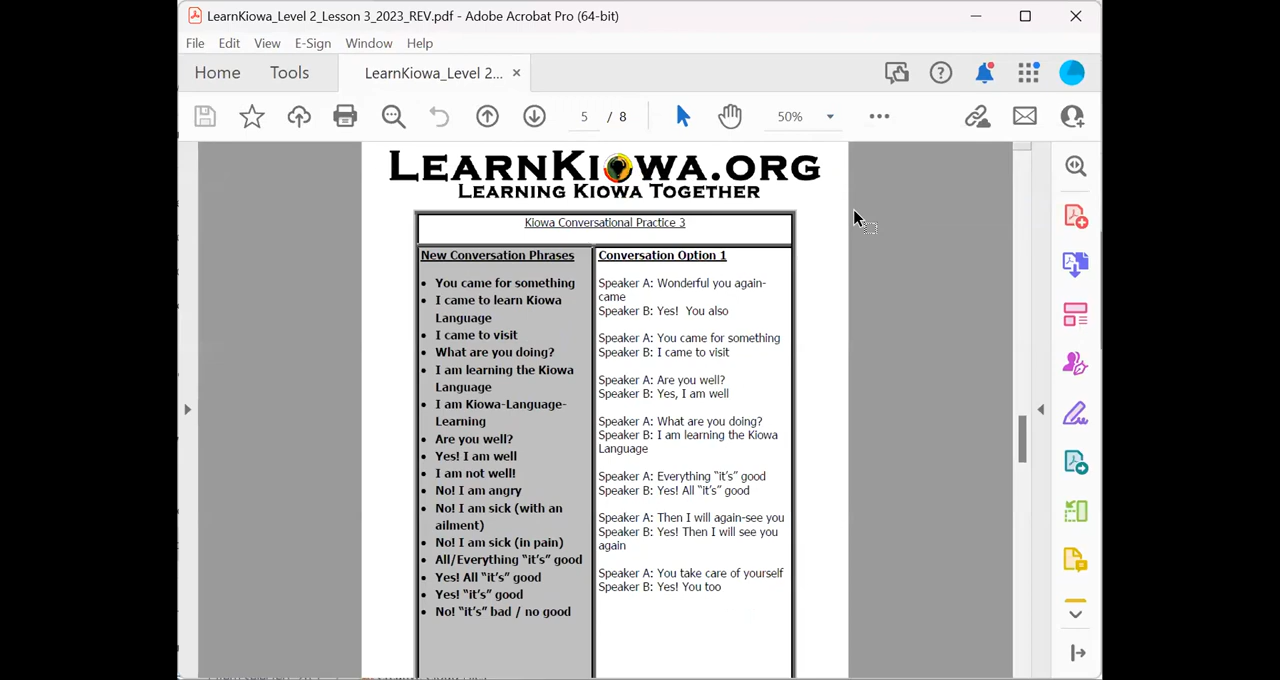 LearnKiowa_Level 2_Lesson 3_2023_REV.pdf - Adobe Acrobat Pro (64-bit)
File Edit View E-Sign Window Help
Home Tools LearnKiowa_Level 2...
5 / 8 50%
LEARNKIOWA.ORG
LEARNING KIOWA TOGETHER
Kiowa Conversational Practice 3
New Conversation Phrases
• You came for something
• I came to learn Kiowa
Language
• I came to visit
• What are you doing?
• I am learning the Kiowa
Language
• I am Kiowa-Language-
Learning
• Are you well?
• Yes! I am well
• I am not well!
• No! I am angry
• No! I am sick (with an
ailment)
• No! I am sick (in pain)
• All/Everything “it’s” good
• Yes! All “it’s” good
• Yes! “it’s” good
• No! “it’s” bad / no good
Conversation Option 1
Speaker A: Wonderful you again-
came
Speaker B: Yes! You also
Speaker A: You came for something
Speaker B: I came to visit
Speaker A: Are you well?
Speaker B: Yes, I am well
Speaker A: What are you doing?
Speaker B: I am learning the Kiowa
Language
Speaker A: Everything “it’s” good
Speaker B: Yes! All “it’s” good
Speaker A: Then I will again-see you
Speaker B: Yes! Then I will see you
again
Speaker A: You take care of yourself
Speaker B: Yes! You too